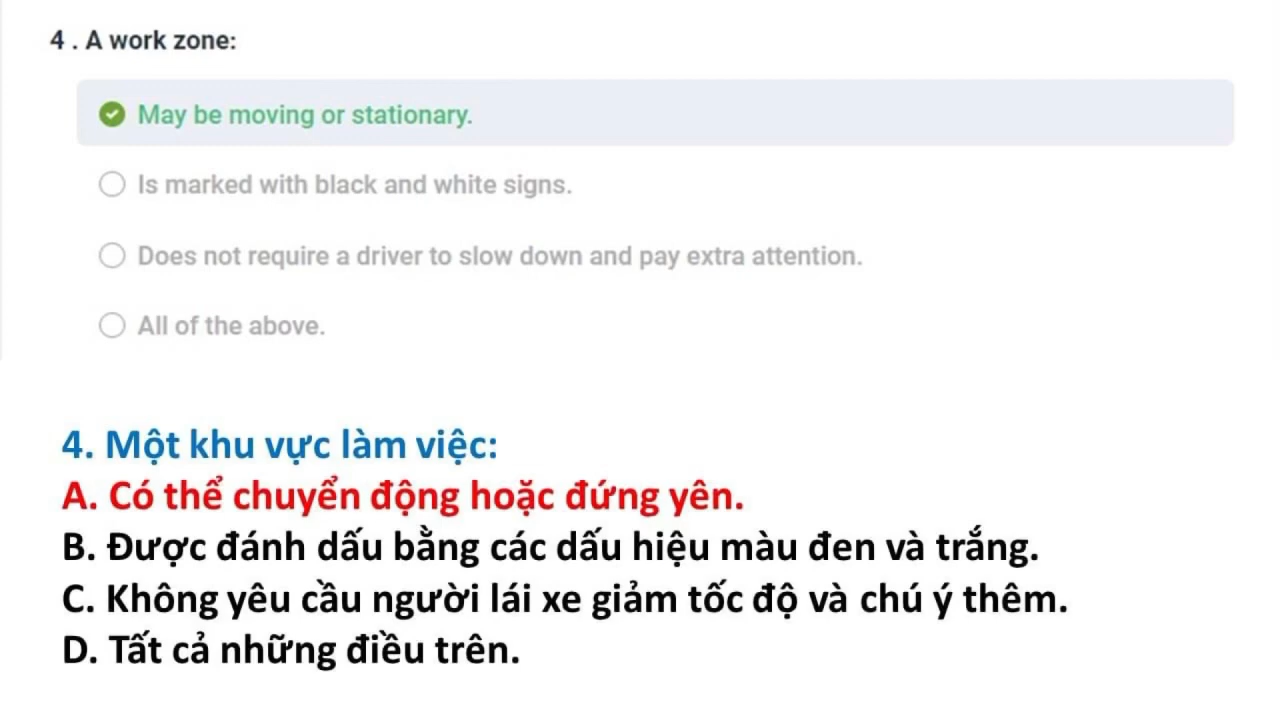 4 . A work zone:
May be moving or stationary.
Is marked with black and white signs.
Does not require a driver to slow down and pay extra attention.
All of the above.
4. Một khu vực làm việc:
A. Có thể chuyển động hoặc đứng yên.
B. Được đánh dấu bằng các dấu hiệu màu đen và trắng.
C. Không yêu cầu người lái xe giảm tốc độ và chú ý thêm.
D. Tất cả những điều trên.